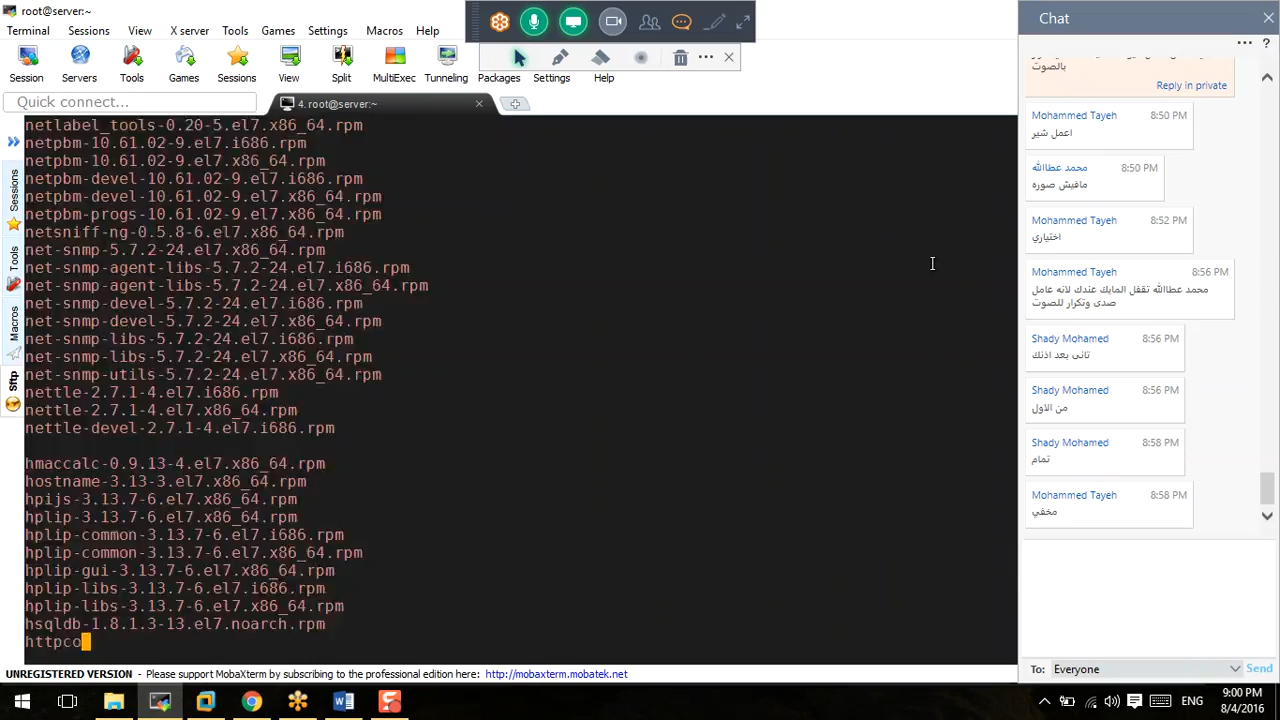 root@server:~
Terminal Sessions View X server Tools Games Settings Macros Help
Session Servers Tools Games Sessions View Split MultiExec Tunneling Packages Settings Help
Quick connect...
4. root@server:~
Sessions
Tools
Macros
Sftp
netlabel_tools-0.20-5.el7.x86_64.rpm
netpbm-10.61.02-9.el7.i686.rpm
netpbm-10.61.02-9.el7.x86_64.rpm
netpbm-devel-10.61.02-9.el7.i686.rpm
netpbm-devel-10.61.02-9.el7.x86_64.rpm
netpbm-progs-10.61.02-9.el7.x86_64.rpm
netsniff-ng-0.5.8-6.el7.x86_64.rpm
net-snmp-5.7.2-24.el7.x86_64.rpm
net-snmp-agent-libs-5.7.2-24.el7.i686.rpm
net-snmp-agent-libs-5.7.2-24.el7.x86_64.rpm
net-snmp-devel-5.7.2-24.el7.i686.rpm
net-snmp-devel-5.7.2-24.el7.x86_64.rpm
net-snmp-libs-5.7.2-24.el7.i686.rpm
net-snmp-libs-5.7.2-24.el7.x86_64.rpm
net-snmp-utils-5.7.2-24.el7.x86_64.rpm
nettle-2.7.1-4.el7.i686.rpm
nettle-2.7.1-4.el7.x86_64.rpm
nettle-devel-2.7.1-4.el7.i686.rpm
hmaccalc-0.9.13-4.el7.x86_64.rpm
hostname-3.13-3.el7.x86_64.rpm
hpijs-3.13.7-6.el7.x86_64.rpm
hplip-3.13.7-6.el7.x86_64.rpm
hplip-common-3.13.7-6.el7.i686.rpm
hplip-common-3.13.7-6.el7.x86_64.rpm
hplip-gui-3.13.7-6.el7.x86_64.rpm
hplip-libs-3.13.7-6.el7.i686.rpm
hplip-libs-3.13.7-6.el7.x86_64.rpm
hsqldb-1.8.1.3-13.el7.noarch.rpm
httpco
UNREGISTERED VERSION - Please support MobaXterm by subscribing to the professional edition here: http://mobaxterm.mobatek.net
Chat
بالصوت
Reply in private
Mohammed Tayeh 8:50 PM
اعمل شير
محمد عطاالله 8:50 PM
مافيش صوره
Mohammed Tayeh 8:52 PM
اختياري
Mohammed Tayeh 8:56 PM
محمد عطاالله تقفل المايك عندك لانه عامل
صدى وتكرار للصوت
Shady Mohamed 8:56 PM
تانى بعد اذنك
Shady Mohamed 8:56 PM
من الاول
Shady Mohamed 8:58 PM
تمام
Mohammed Tayeh 8:58 PM
مخفي
To: Everyone Send
ENG
9:00 PM
8/4/2016